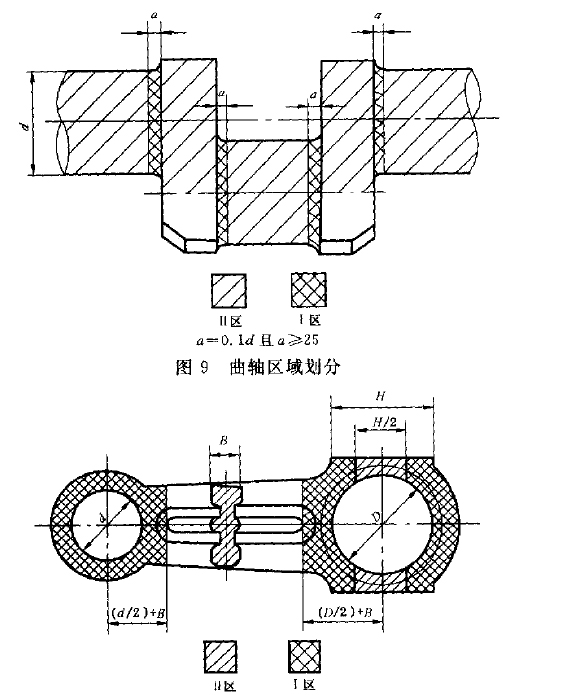 a
a
a
a
d
II区
I区
a=0.1d 且 a≥25
图 9 曲轴区域划分
H
H/2
B
d
D
(d/2)+B
(D/2)+B
II区
I区